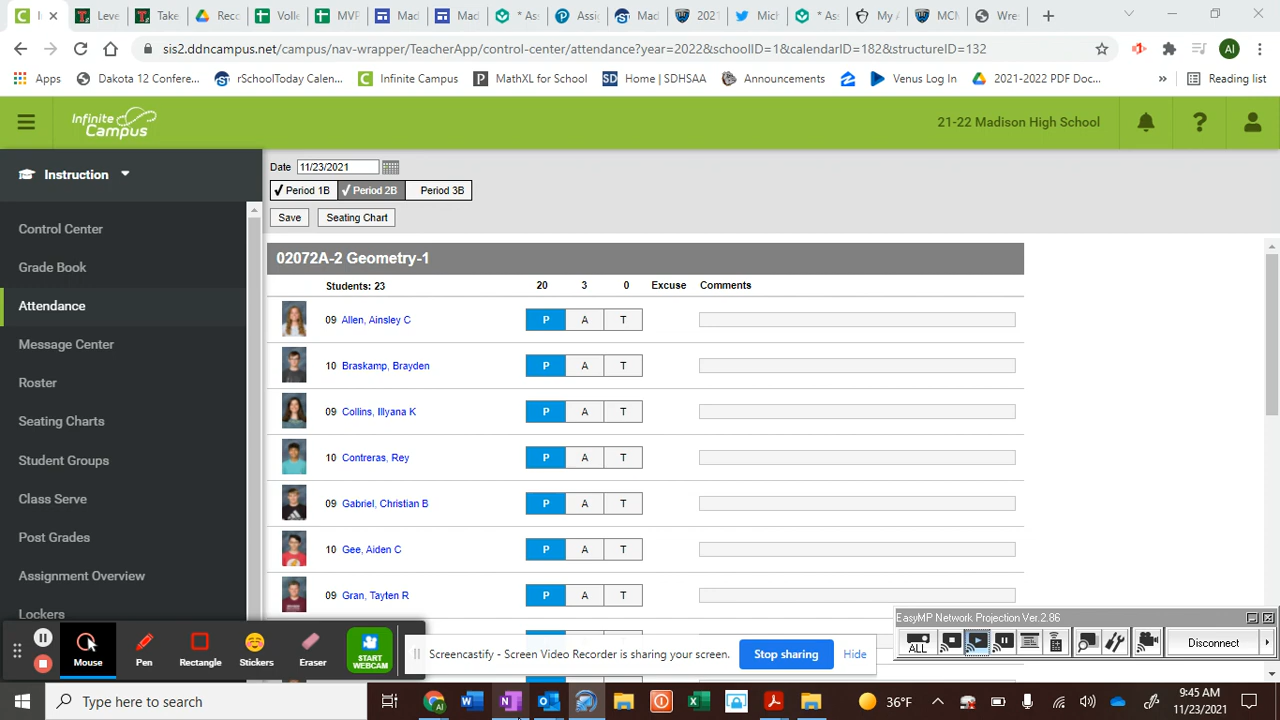 Leve
Take
Reco
Volle
MVP
Mad
Mad
* As
Assig
Mad
202
Mich
As
My A
MCI
Wre
sis2.ddncampus.net/campus/nav-wrapper/TeacherApp/control-center/attendance?year=2022&schoolID=1&calendarID=182&structureID=132
AI
Apps
Dakota 12 Confere...
rSchoolToday Calen...
Infinite Campus
MathXL for School
Home | SDHSAA
Announcements
Venus Log In
2021-2022 PDF Doc...
»
Reading list
Infinite Campus
21-22 Madison High School
Instruction
Date 11/23/2021
Period 1B Period 2B Period 3B
Save Seating Chart
Control Center
Grade Book
Attendance
Message Center
Roster
Seating Charts
Student Groups
Class Serve
Post Grades
Assignment Overview
Lockers
02072A-2 Geometry-1
Students: 23 20 3 0 Excuse Comments
09 Allen, Ainsley C P A T
10 Braskamp, Brayden P A T
09 Collins, Illyana K P A T
10 Contreras, Rey P A T
09 Gabriel, Christian B P A T
10 Gee, Aiden C P A T
09 Gran, Tayten R P A T
EasyMP Network Projection Ver.2.86
ALL
Disconnect
Mouse
Pen
Rectangle
Stickers
Eraser
START WEBCAM
Screencastify - Screen Video Recorder is sharing your screen.
Stop sharing
Hide
Type here to search
36°F
9:45 AM
11/23/2021